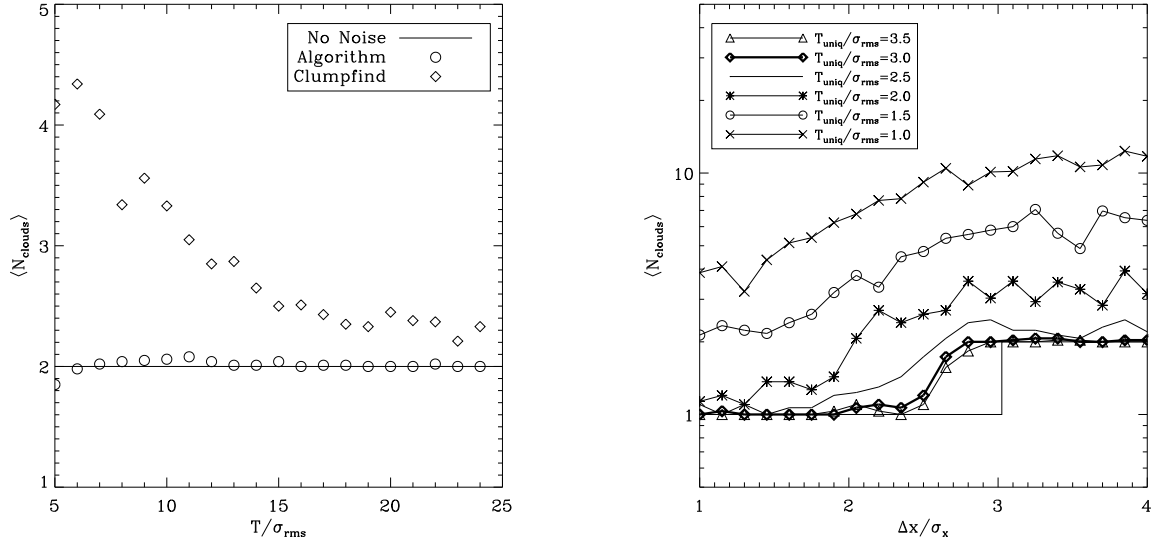 5
4
3
2
1
⟨N_clouds⟩
No Noise
Algorithm
Clumpfind
5 10 15 20 25
T/σ_rms
10
1
⟨N_clouds⟩
T_uniq/σ_rms=3.5
T_uniq/σ_rms=3.0
T_uniq/σ_rms=2.5
T_uniq/σ_rms=2.0
T_uniq/σ_rms=1.5
T_uniq/σ_rms=1.0
1 2 3 4
Δx/σ_x